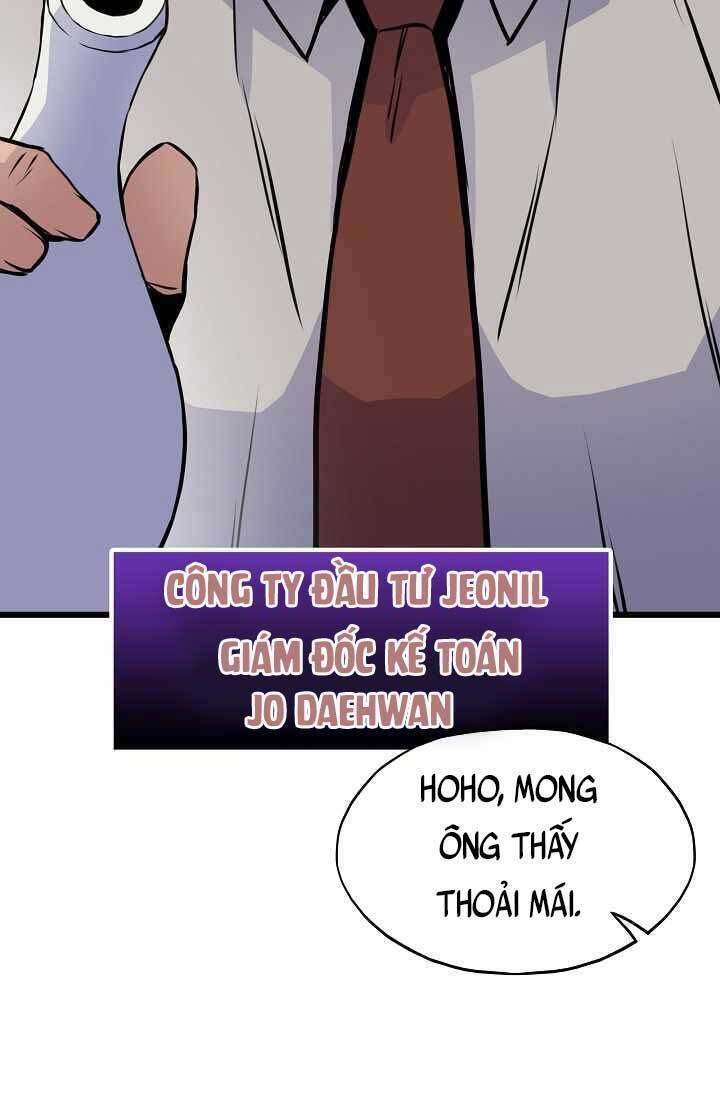 CÔNG TY ĐẦU TƯ JEONIL
GIÁM ĐỐC KẾ TOÁN
JO DAEHWAN
HOHO, MONG
ÔNG THẤY
THOẢI MÁI.